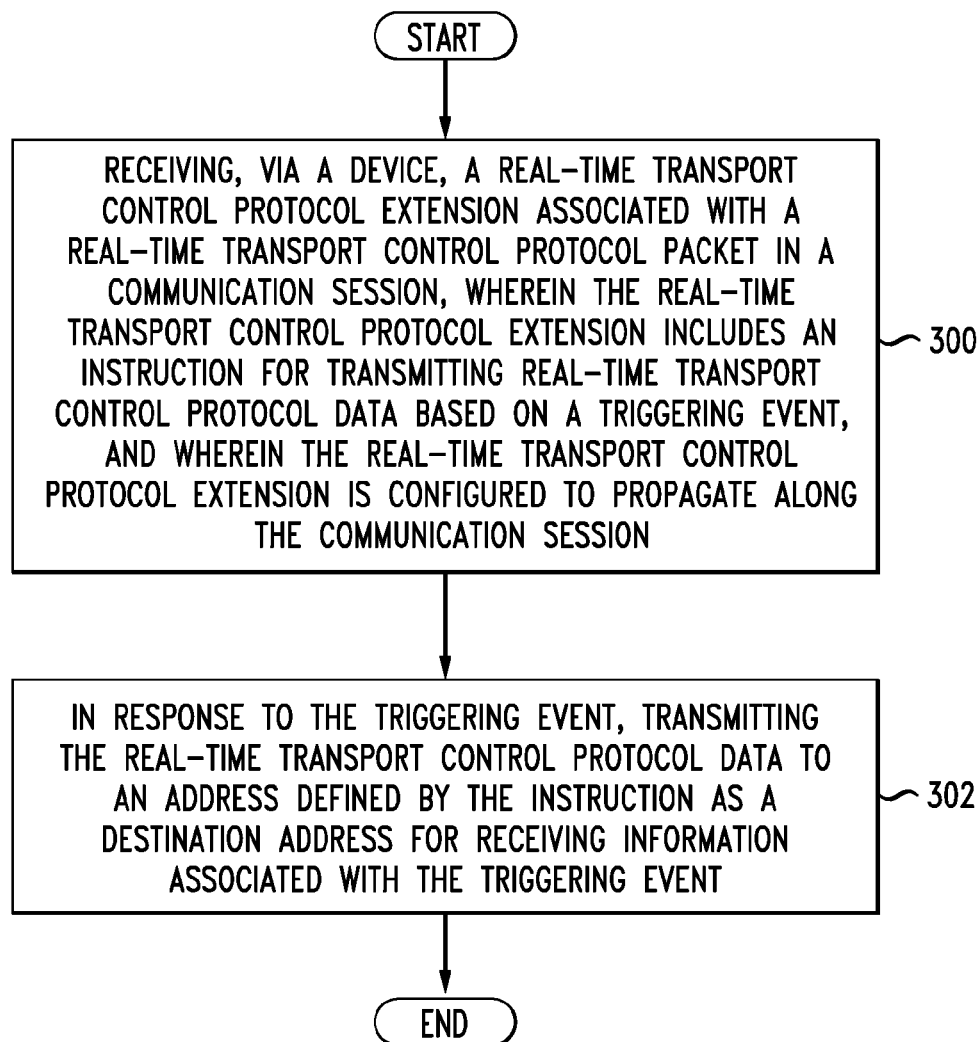 START
RECEIVING, VIA A DEVICE, A REAL-TIME TRANSPORT
CONTROL PROTOCOL EXTENSION ASSOCIATED WITH A
REAL-TIME TRANSPORT CONTROL PROTOCOL PACKET IN A
COMMUNICATION SESSION, WHEREIN THE REAL-TIME
TRANSPORT CONTROL PROTOCOL EXTENSION INCLUDES AN
INSTRUCTION FOR TRANSMITTING REAL-TIME TRANSPORT
CONTROL PROTOCOL DATA BASED ON A TRIGGERING EVENT,
AND WHEREIN THE REAL-TIME TRANSPORT CONTROL
PROTOCOL EXTENSION IS CONFIGURED TO PROPAGATE ALONG
THE COMMUNICATION SESSION
300
IN RESPONSE TO THE TRIGGERING EVENT, TRANSMITTING
THE REAL-TIME TRANSPORT CONTROL PROTOCOL DATA TO
AN ADDRESS DEFINED BY THE INSTRUCTION AS A
DESTINATION ADDRESS FOR RECEIVING INFORMATION
ASSOCIATED WITH THE TRIGGERING EVENT
302
END